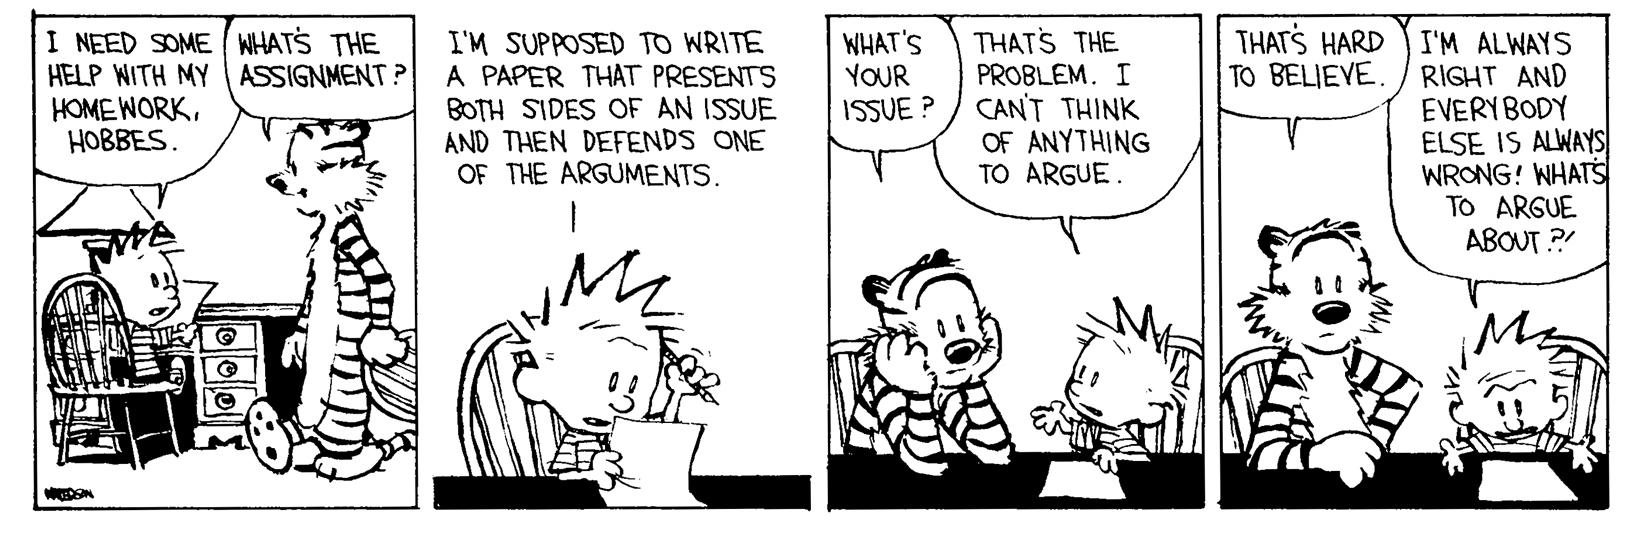 I NEED SOME
HELP WITH MY
HOMEWORK,
HOBBES.
WHAT'S THE
ASSIGNMENT?
I'M SUPPOSED TO WRITE
A PAPER THAT PRESENTS
BOTH SIDES OF AN ISSUE
AND THEN DEFENDS ONE
OF THE ARGUMENTS.
WHAT'S
YOUR
ISSUE?
THAT'S THE
PROBLEM. I
CAN'T THINK
OF ANYTHING
TO ARGUE.
THAT'S HARD
TO BELIEVE.
I'M ALWAYS
RIGHT AND
EVERYBODY
ELSE IS ALWAYS
WRONG! WHAT'S
TO ARGUE
ABOUT?!
WATTERSON